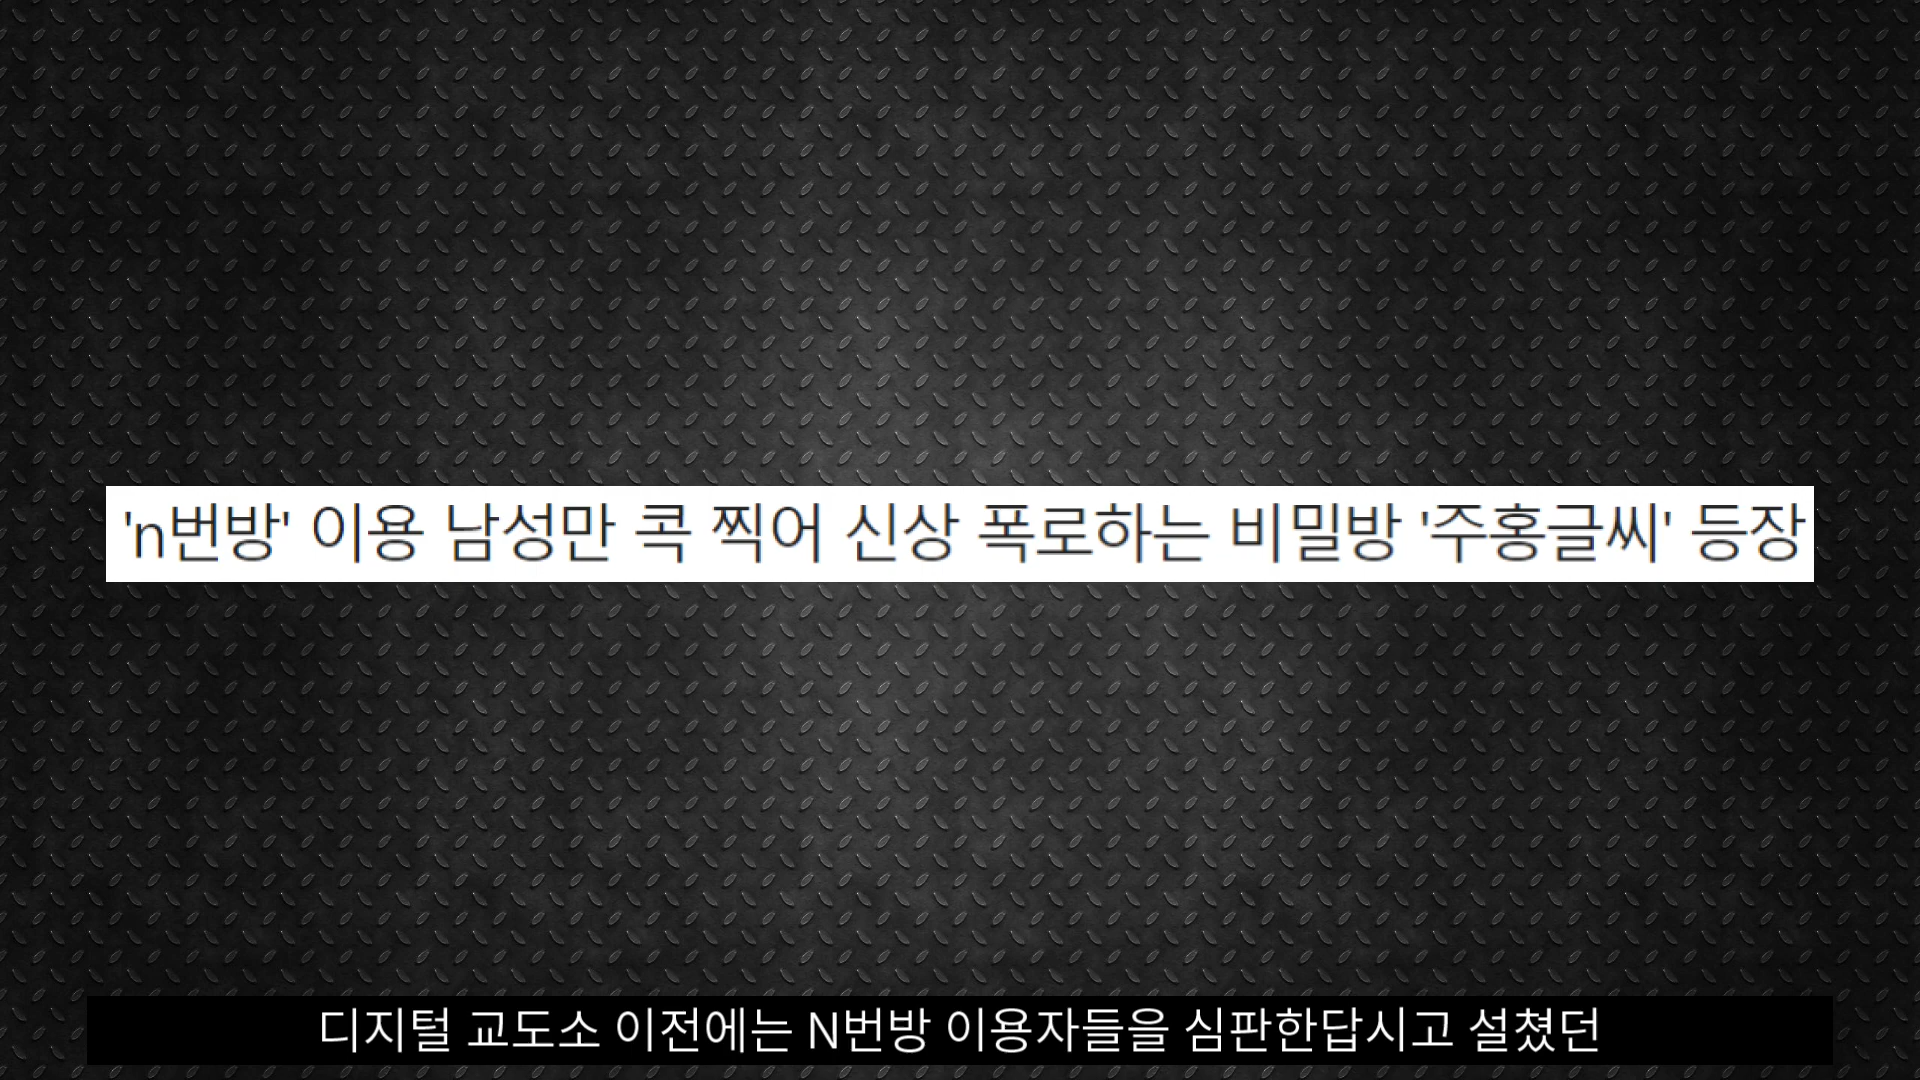 'n번방' 이용 남성만 콕 찍어 신상 폭로하는 비밀방 '주홍글씨' 등장
디지털 교도소 이전에는 N번방 이용자들을 심판한답시고 설쳤던